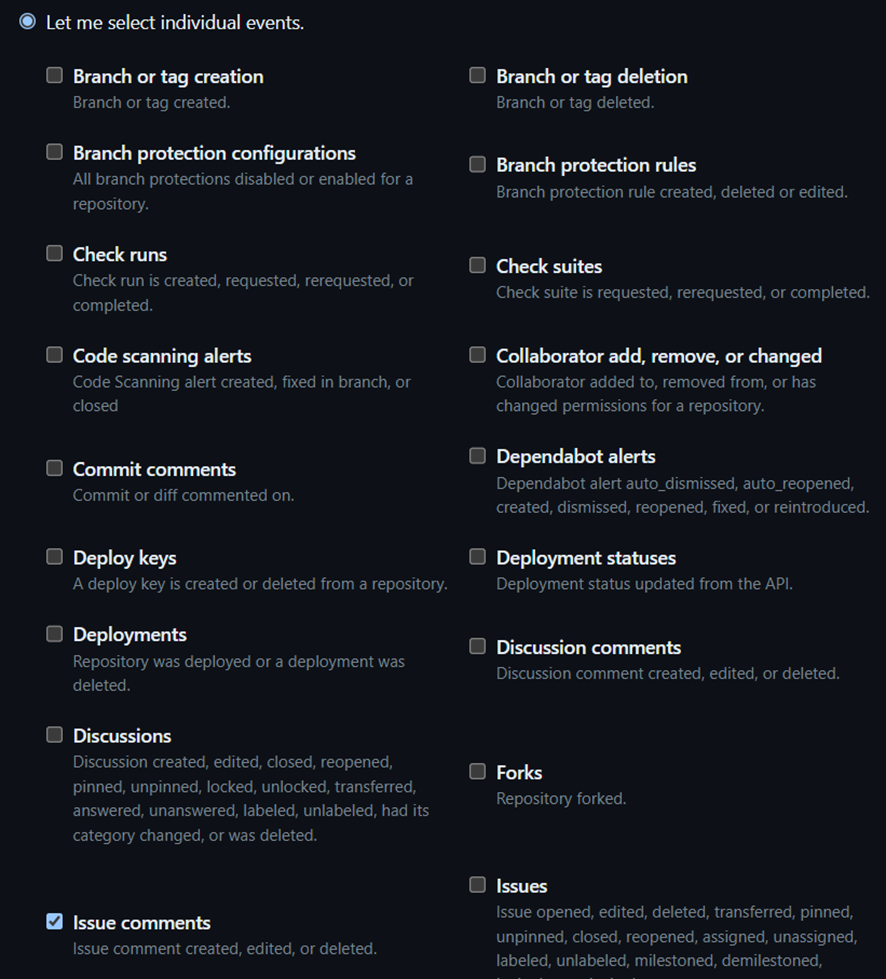 Let me select individual events.
Branch or tag creation
Branch or tag created.
Branch or tag deletion
Branch or tag deleted.
Branch protection configurations
All branch protections disabled or enabled for a
repository.
Branch protection rules
Branch protection rule created, deleted or edited.
Check runs
Check run is created, requested, rerequested, or
completed.
Check suites
Check suite is requested, rerequested, or completed.
Code scanning alerts
Code Scanning alert created, fixed in branch, or
closed
Collaborator add, remove, or changed
Collaborator added to, removed from, or has
changed permissions for a repository.
Commit comments
Commit or diff commented on.
Dependabot alerts
Dependabot alert auto_dismissed, auto_reopened,
created, dismissed, reopened, fixed, or reintroduced.
Deploy keys
A deploy key is created or deleted from a repository.
Deployment statuses
Deployment status updated from the API.
Deployments
Repository was deployed or a deployment was
deleted.
Discussion comments
Discussion comment created, edited, or deleted.
Discussions
Discussion created, edited, closed, reopened,
pinned, unpinned, locked, unlocked, transferred,
answered, unanswered, labeled, unlabeled, had its
category changed, or was deleted.
Forks
Repository forked.
Issue comments
Issue comment created, edited, or deleted.
Issues
Issue opened, edited, deleted, transferred, pinned,
unpinned, closed, reopened, assigned, unassigned,
labeled, unlabeled, milestoned, demilestoned,